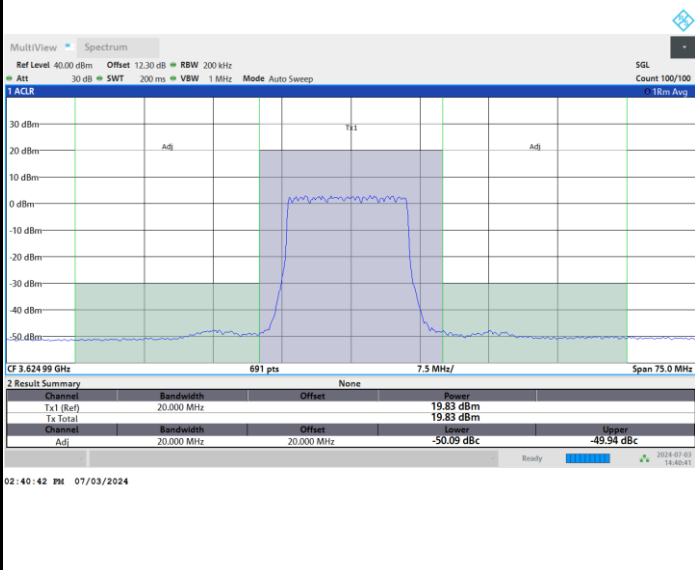 MultiView Spectrum
Ref Level 40.00 dBm Offset 12.30 dB RBW 200 kHz SGL
Att 30 dB SWT 200 ms VBW 1 MHz Mode Auto Sweep Count 100/100
1 ACLR 1Rm Avg
Tx1
30 dBm
Adj Adj
20 dBm
10 dBm
0 dBm
-10 dBm
-20 dBm
-30 dBm
-40 dBm
-50 dBm
CF 3.624 99 GHz 691 pts 7.5 MHz/ Span 75.0 MHz
2 Result Summary None
Channel Bandwidth Offset Power
Tx1 (Ref) 20.000 MHz 19.83 dBm
Tx Total 19.83 dBm
Channel Bandwidth Offset Lower Upper
Adj 20.000 MHz 20.000 MHz -50.09 dBc -49.94 dBc
Ready 2024-07-03
14:40:41
02:40:42 PM 07/03/2024